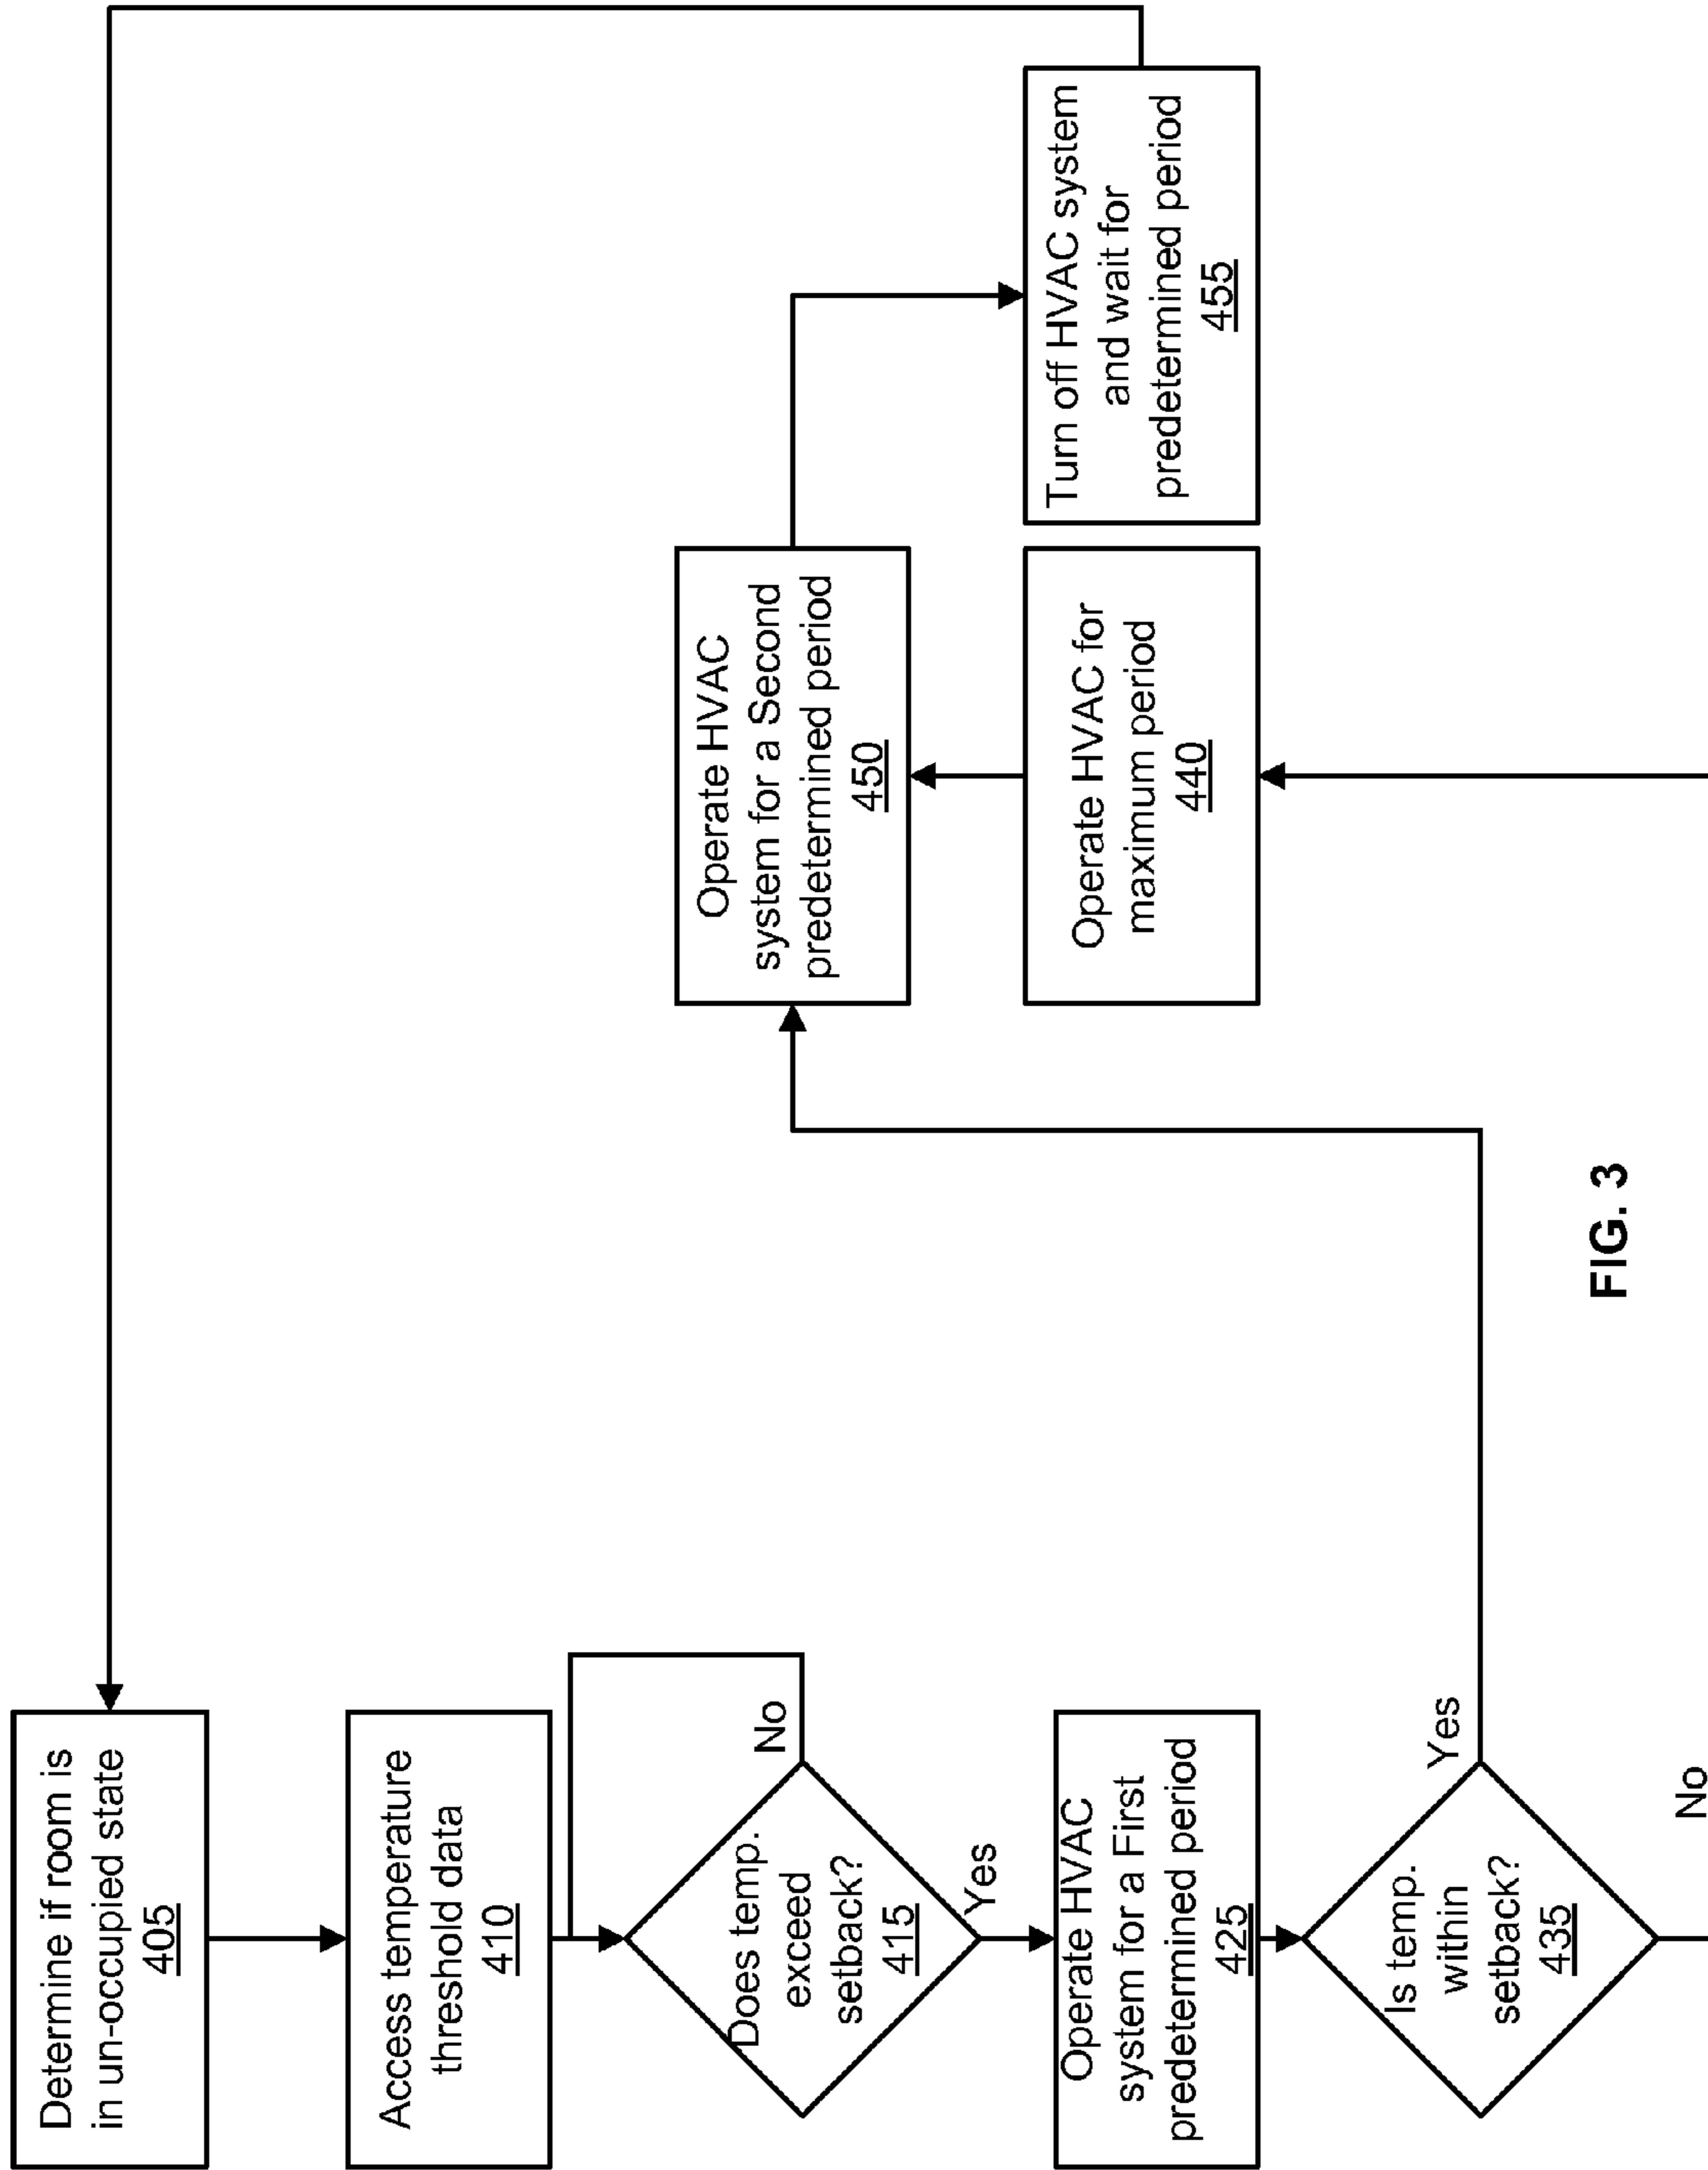 Determine if room is
in un-occupied state
405
Access temperature
threshold data
410
Does temp.
exceed
setback?
415
No
Yes
Operate HVAC
system for a First
predetermined period
425
Is temp.
within
setback?
435
Yes
No
Operate HVAC
system for a Second
predetermined period
450
Operate HVAC for
maximum period
440
Turn off HVAC system
and wait for
predetermined period
455
FIG. 3